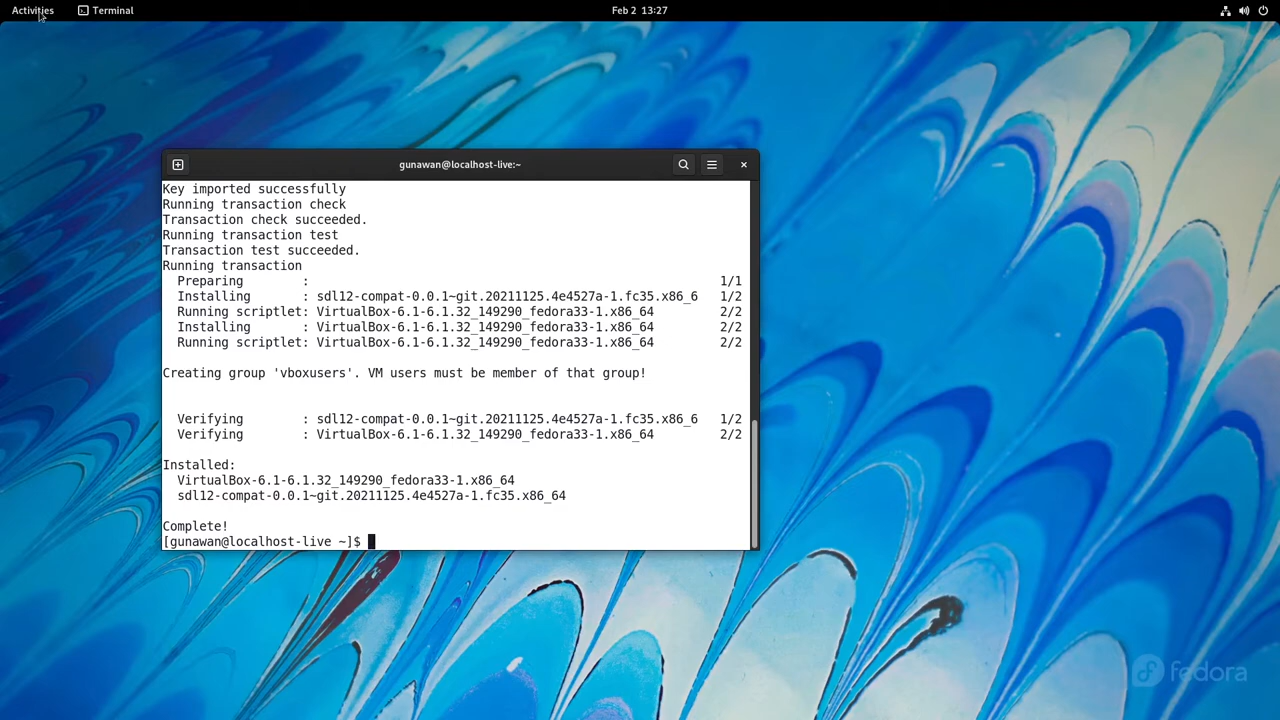 Activities Terminal Feb 2 13:27
gunawan@localhost-live:~
Key imported successfully
Running transaction check
Transaction check succeeded.
Running transaction test
Transaction test succeeded.
Running transaction
  Preparing        :                                                        1/1
  Installing       : sdl12-compat-0.0.1~git.20211125.4e4527a-1.fc35.x86_6   1/2
  Running scriptlet: VirtualBox-6.1-6.1.32_149290_fedora33-1.x86_64         2/2
  Installing       : VirtualBox-6.1-6.1.32_149290_fedora33-1.x86_64         2/2
  Running scriptlet: VirtualBox-6.1-6.1.32_149290_fedora33-1.x86_64         2/2
Creating group 'vboxusers'. VM users must be member of that group!
  Verifying        : sdl12-compat-0.0.1~git.20211125.4e4527a-1.fc35.x86_6   1/2
  Verifying        : VirtualBox-6.1-6.1.32_149290_fedora33-1.x86_64         2/2
Installed:
  VirtualBox-6.1-6.1.32_149290_fedora33-1.x86_64
  sdl12-compat-0.0.1~git.20211125.4e4527a-1.fc35.x86_64
Complete!
[gunawan@localhost-live ~]$
fedora